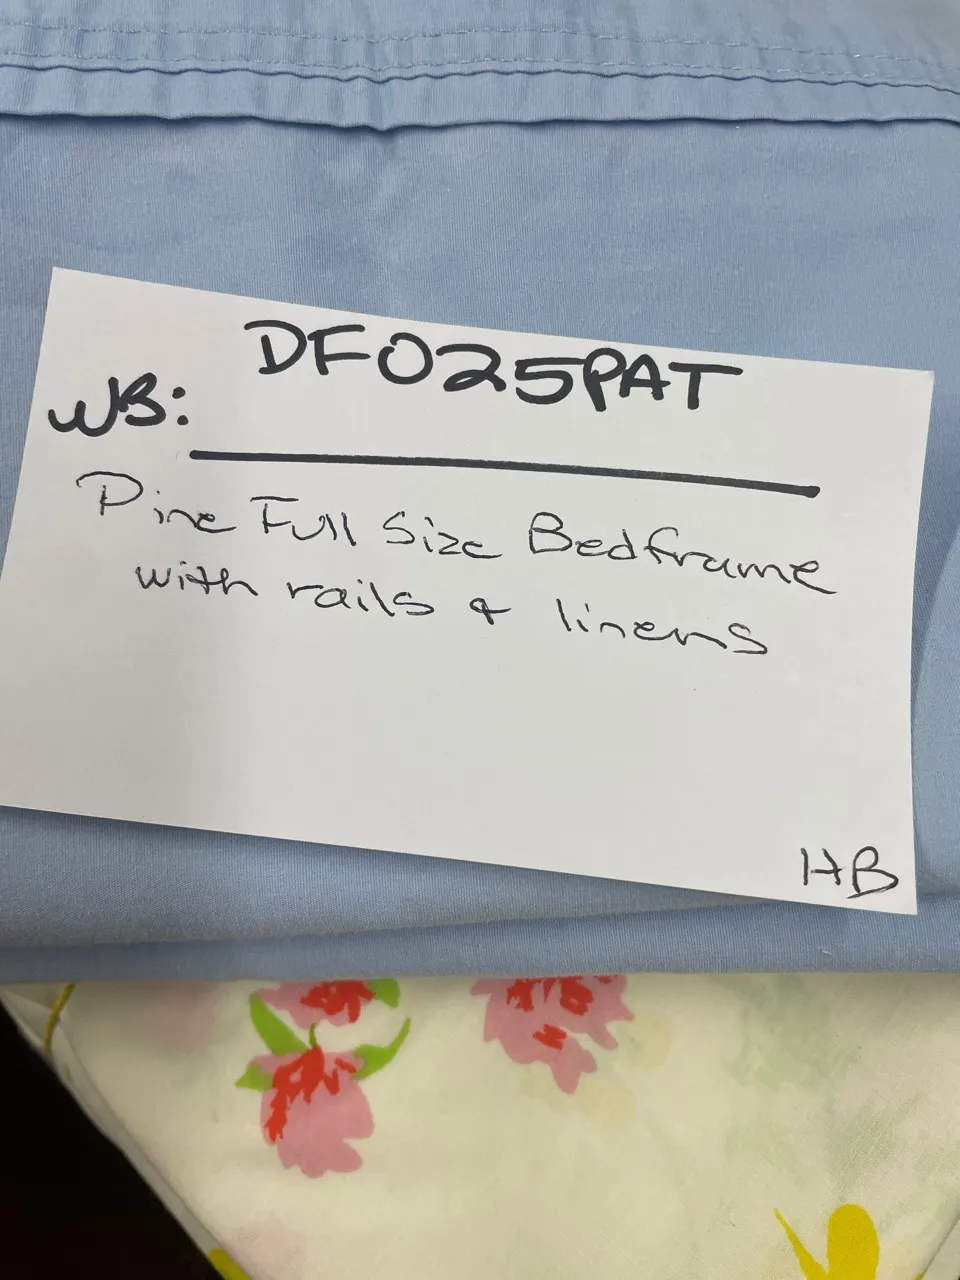 DF025PAT
WB:
Pine Full Size Bedframe
with rails & linens
HB